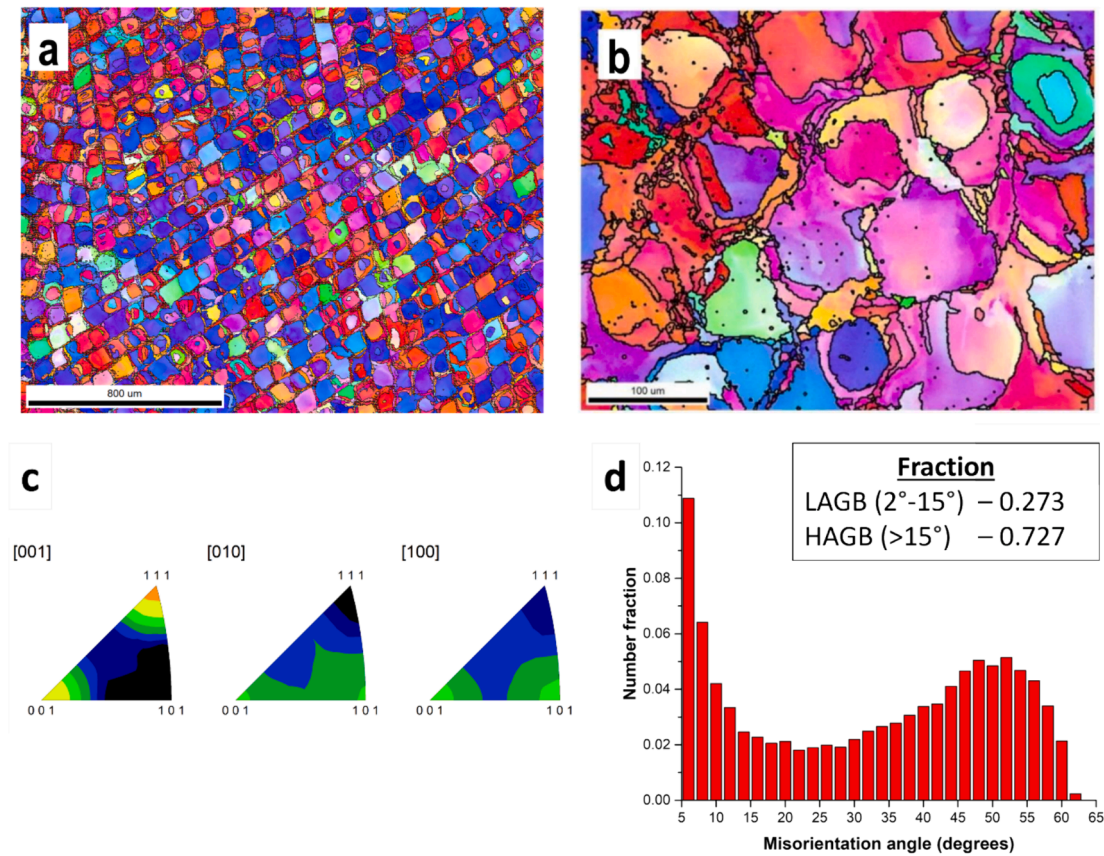 a
800 um
b
100 um
c
[001]
1 1 1
0 0 1
1 0 1
[010]
1 1 1
0 0 1
1 0 1
[100]
1 1 1
0 0 1
1 0 1
d
Fraction
LAGB (2°-15°) – 0.273
HAGB (>15°) – 0.727
Number fraction
0.12
0.10
0.08
0.06
0.04
0.02
0.00
5 10 15 20 25 30 35 40 45 50 55 60 65
Misorientation angle (degrees)